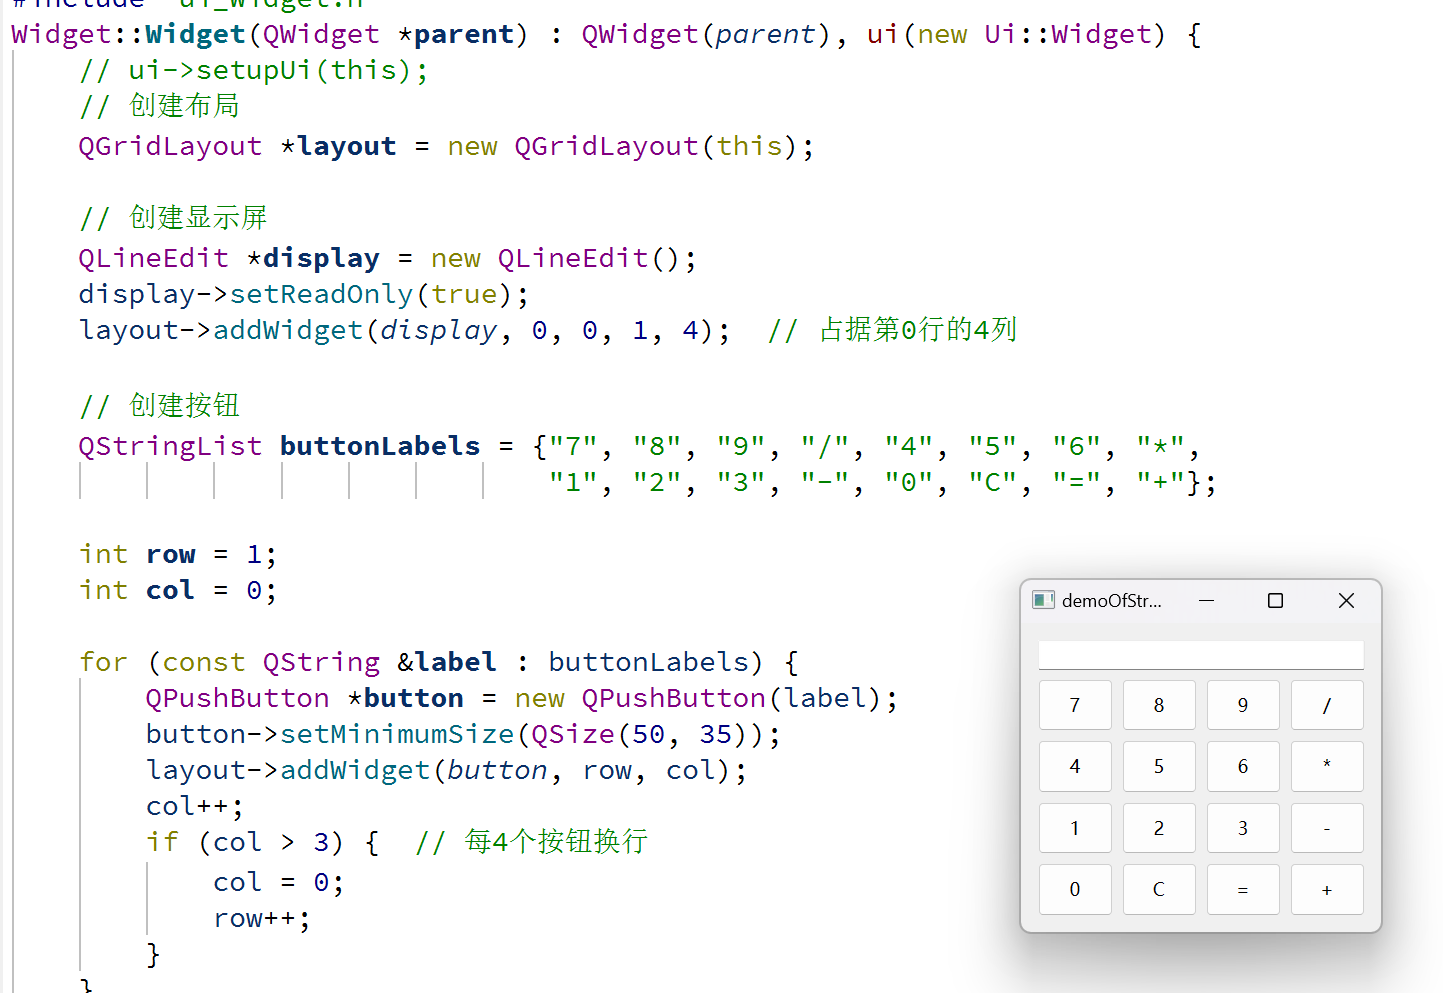 #include "ui_Widget.h"
Widget::Widget(QWidget *parent) : QWidget(parent), ui(new Ui::Widget) {
    // ui->setupUi(this);
    // 创建布局
    QGridLayout *layout = new QGridLayout(this);
    // 创建显示屏
    QLineEdit *display = new QLineEdit();
    display->setReadOnly(true);
    layout->addWidget(display, 0, 0, 1, 4);  // 占据第0行的4列
    // 创建按钮
    QStringList buttonLabels = {"7", "8", "9", "/", "4", "5", "6", "*",
                                "1", "2", "3", "-", "0", "C", "=", "+"};
    int row = 1;
    int col = 0;
    for (const QString &label : buttonLabels) {
        QPushButton *button = new QPushButton(label);
        button->setMinimumSize(QSize(50, 35));
        layout->addWidget(button, row, col);
        col++;
        if (col > 3) {  // 每4个按钮换行
            col = 0;
            row++;
        }
    }
demoOfStr...
7 8 9 /
4 5 6 *
1 2 3 -
0 C = +